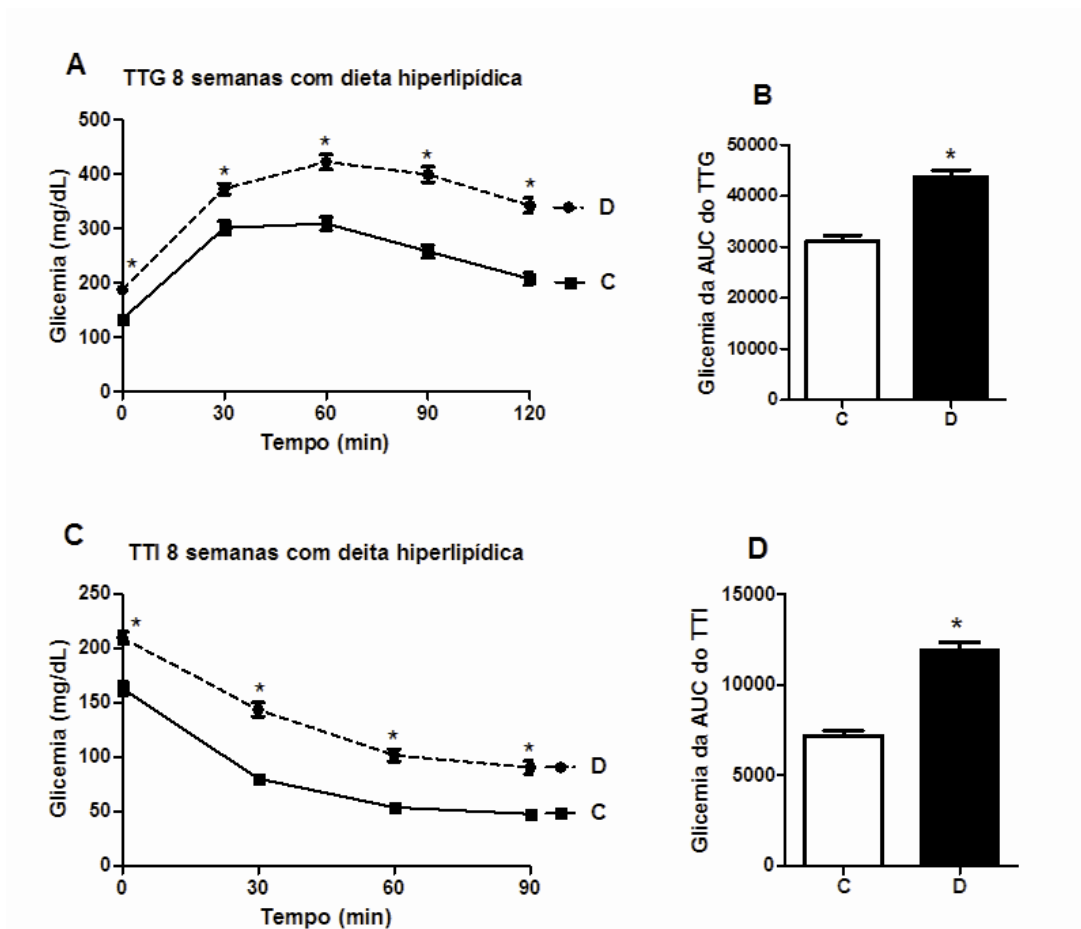 A
TTG 8 semanas com dieta hiperlipídica
Glicemia (mg/dL)
500
400
300
200
100
0
* * * * *
D
C
0 30 60 90 120
Tempo (min)
B
Glicemia da AUC do TTG
50000
40000
30000
20000
10000
0
*
C D
C
TTI 8 semanas com deita hiperlipídica
Glicemia (mg/dL)
250
200
150
100
50
0
* * * *
D
C
0 30 60 90
Tempo (min)
D
Glicemia da AUC do TTI
15000
10000
5000
0
*
C D